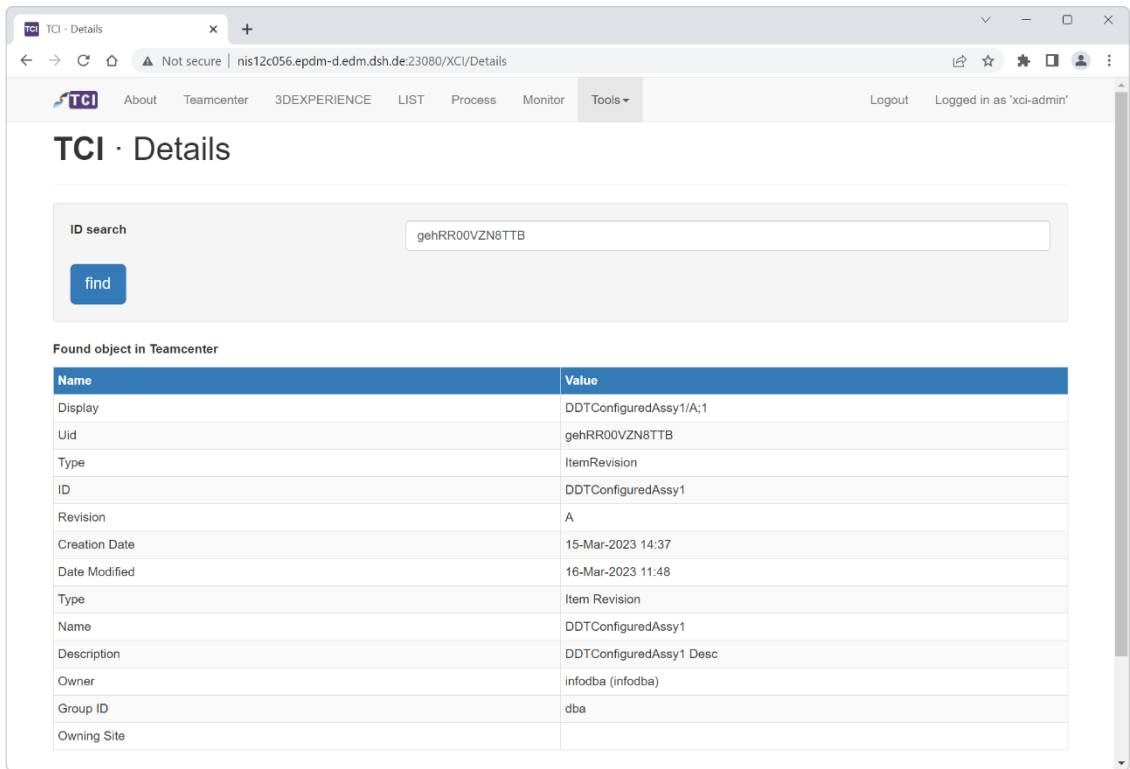 TCI TCI - Details
Not secure | nis12c056.epdm-d.edm.dsh.de:23080/XCI/Details
TCI About Teamcenter 3DEXPERIENCE LIST Process Monitor Tools Logout Logged in as 'xci-admin'
TCI · Details
ID search gehRR00VZN8TTB
find
Found object in Teamcenter
Name Value
Display DDTConfiguredAssy1/A;1
Uid gehRR00VZN8TTB
Type ItemRevision
ID DDTConfiguredAssy1
Revision A
Creation Date 15-Mar-2023 14:37
Date Modified 16-Mar-2023 11:48
Type Item Revision
Name DDTConfiguredAssy1
Description DDTConfiguredAssy1 Desc
Owner infodba (infodba)
Group ID dba
Owning Site